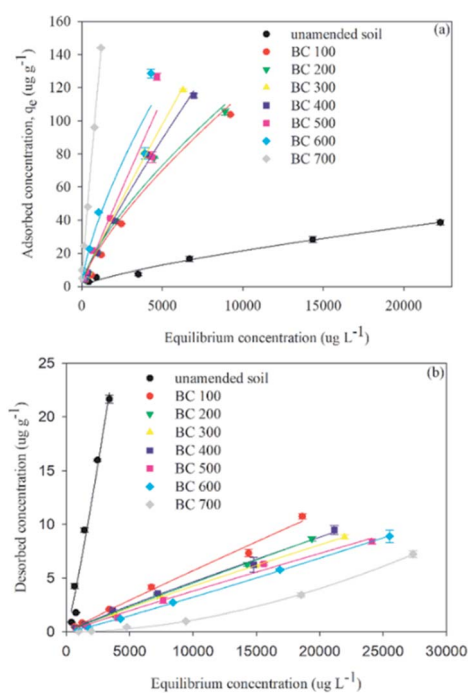 (a)
160
140
120
100
80
60
40
20
0
Adsorbed concentration, qe (ug g-1)
unamended soil
BC 100
BC 200
BC 300
BC 400
BC 500
BC 600
BC 700
0 5000 10000 15000 20000
Equilibrium concentration (ug L-1)
(b)
25
20
15
10
5
0
Desorbed concentration (ug g-1)
unamended soil
BC 100
BC 200
BC 300
BC 400
BC 500
BC 600
BC 700
0 5000 10000 15000 20000 25000 30000
Equilibrium concentration (ug L-1)